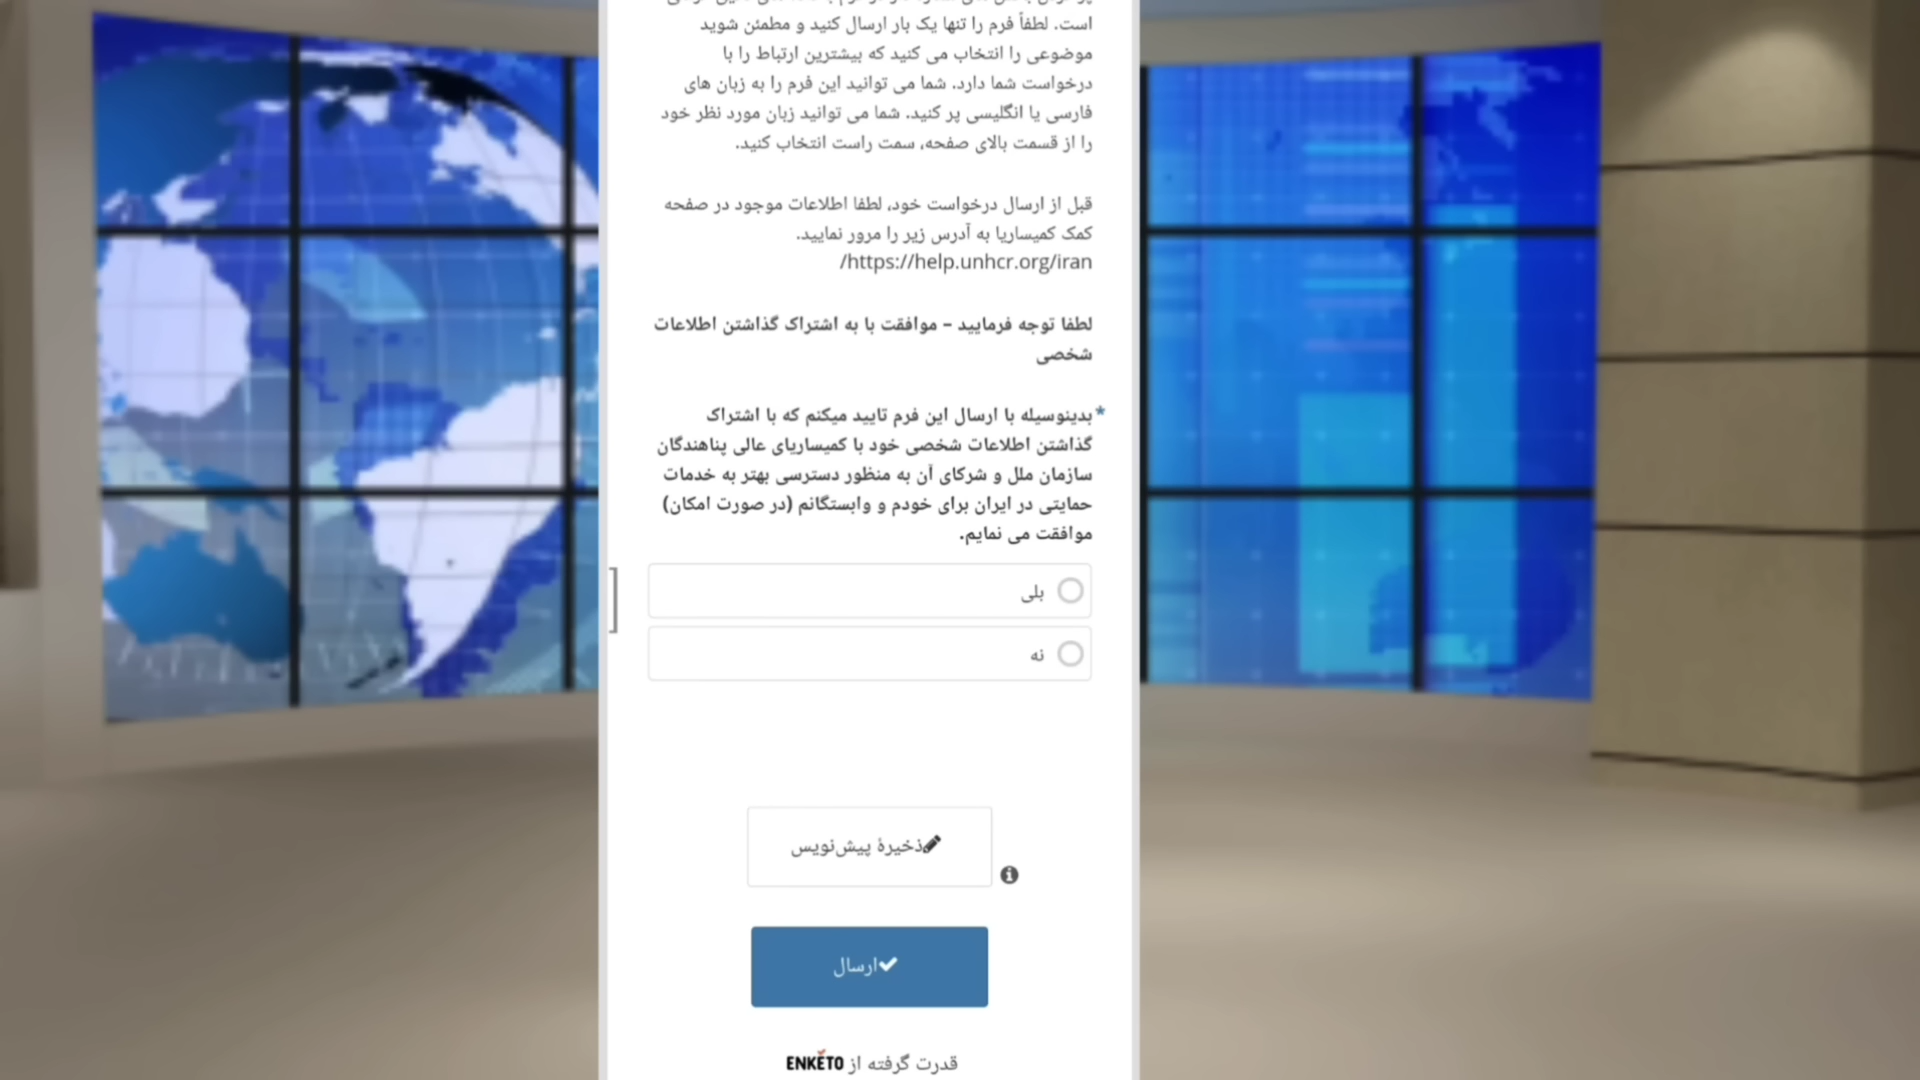 است. لطفاً فرم را تنها یک بار ارسال کنید و مطمئن شوید
موضوعی را انتخاب می کنید که بیشترین ارتباط را با
درخواست شما دارد. شما می توانید این فرم را به زبان های
فارسی یا انگلیسی پر کنید. شما می توانید زبان مورد نظر خود
را از قسمت بالای صفحه، سمت راست انتخاب کنید.
قبل از ارسال درخواست خود، لطفا اطلاعات موجود در صفحه
کمک کمیساریا به آدرس زیر را مرور نمایید.
https://help.unhcr.org/iran/
لطفا توجه فرمایید – موافقت با به اشتراک گذاشتن اطلاعات
شخصی
* بدینوسیله با ارسال این فرم تایید میکنم که با اشتراک
گذاشتن اطلاعات شخصی خود با کمیساریای عالی پناهندگان
سازمان ملل و شرکای آن به منظور دسترسی بهتر به خدمات
حمایتی در ایران برای خودم و وابستگانم (در صورت امکان)
موافقت می نمایم.
بلی
نه
ذخیرهٔ پیش‌نویس
ارسال
قدرت گرفته از ENKETO